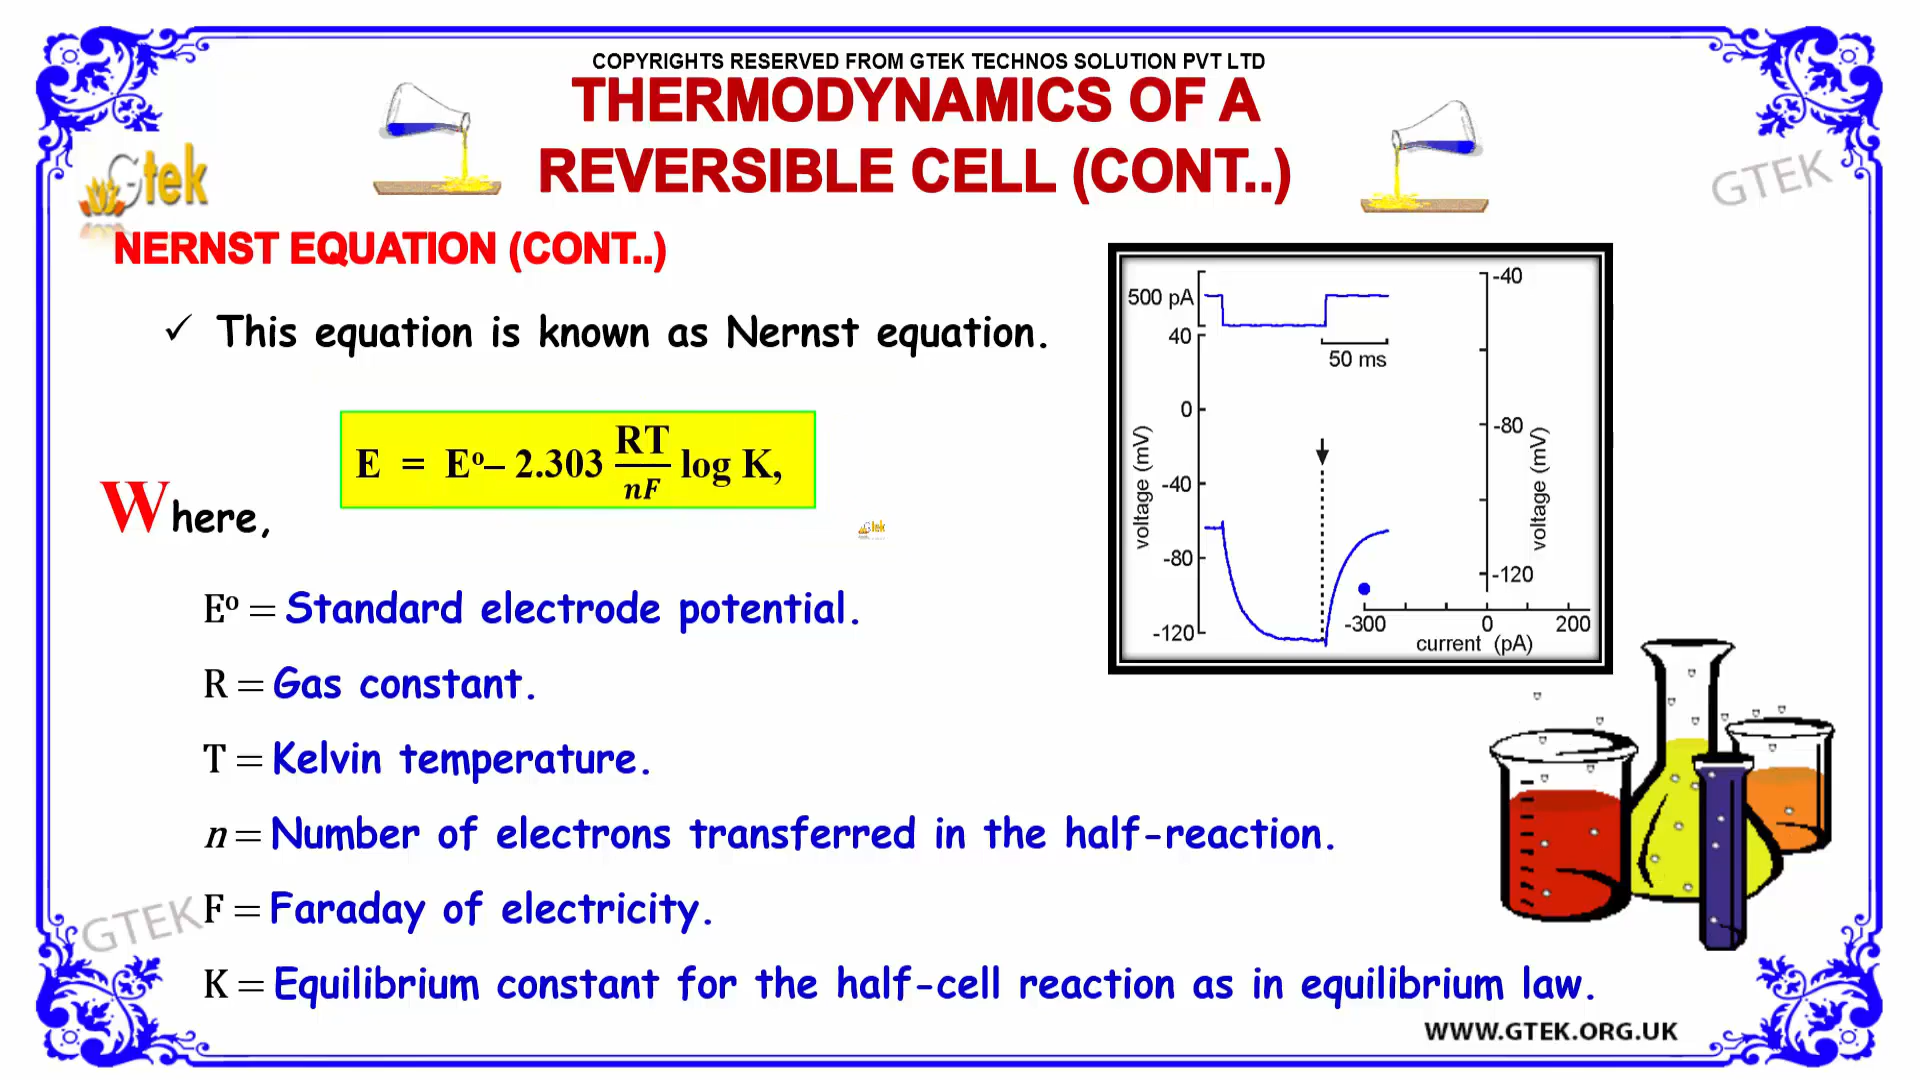 COPYRIGHTS RESERVED FROM GTEK TECHNOS SOLUTION PVT LTD
THERMODYNAMICS OF A
REVERSIBLE CELL (CONT..)
Gtek
GTEK
NERNST EQUATION (CONT..)
✓ This equation is known as Nernst equation.
E = Eº– 2.303 RT/nF log K,
Where,
Gtek
Eº = Standard electrode potential.
R = Gas constant.
T = Kelvin temperature.
n = Number of electrons transferred in the half-reaction.
F = Faraday of electricity.
K = Equilibrium constant for the half-cell reaction as in equilibrium law.
GTEK
WWW.GTEK.ORG.UK
500 pA
50 ms
40
0
-40
-80
-120
voltage (mV)
-40
-80
-120
voltage (mV)
-300
0
200
current (pA)